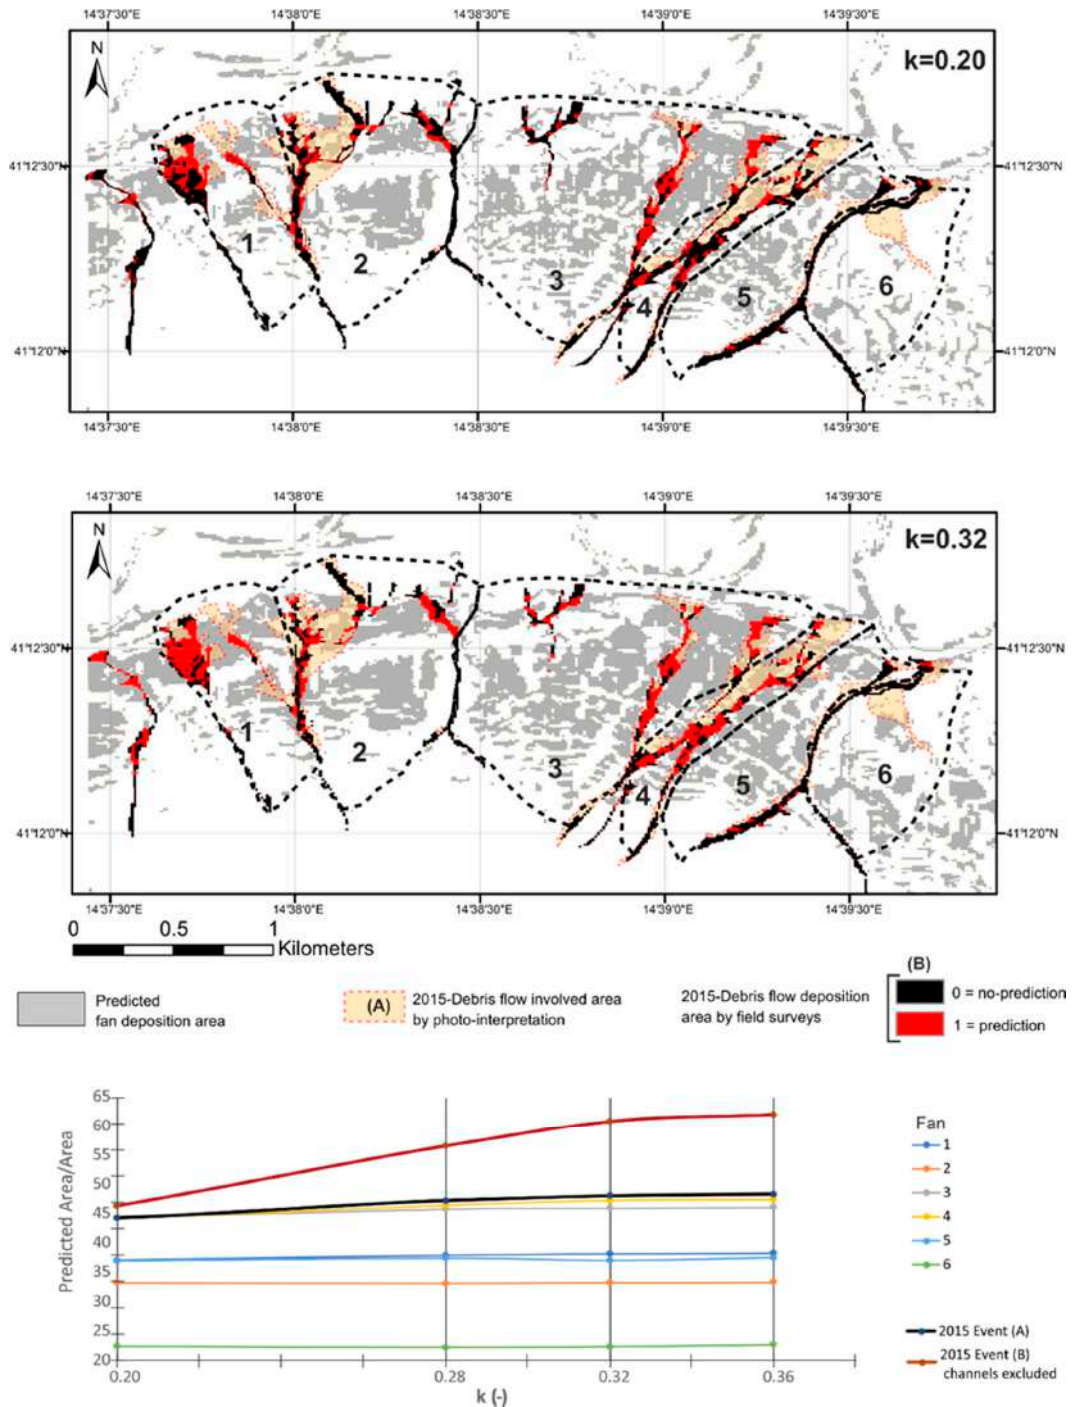 14°37'30"E 14°38'0"E 14°38'30"E 14°39'0"E 14°39'30"E
N
k=0.20
41°12'30"N 41°12'30"N
1 2 3 4 5 6
41°12'0"N 41°12'0"N
14°37'30"E 14°38'0"E 14°38'30"E 14°39'0"E 14°39'30"E
14°37'30"E 14°38'0"E 14°38'30"E 14°39'0"E 14°39'30"E
N
k=0.32
41°12'30"N 41°12'30"N
1 2 3 4 5 6
41°12'0"N 41°12'0"N
14°37'30"E 14°38'0"E 14°38'30"E 14°39'0"E 14°39'30"E
0 0.5 1
Kilometers
Predicted
fan deposition area
(A)
2015-Debris flow involved area
by photo-interpretation
2015-Debris flow deposition
area by field surveys
(B)
0 = no-prediction
1 = prediction
Predicted Area/Area
65
60
55
50
45
40
35
30
25
20
0.20 0.28 0.32 0.36
k (-)
Fan
1
2
3
4
5
6
2015 Event (A)
2015 Event (B)
channels excluded